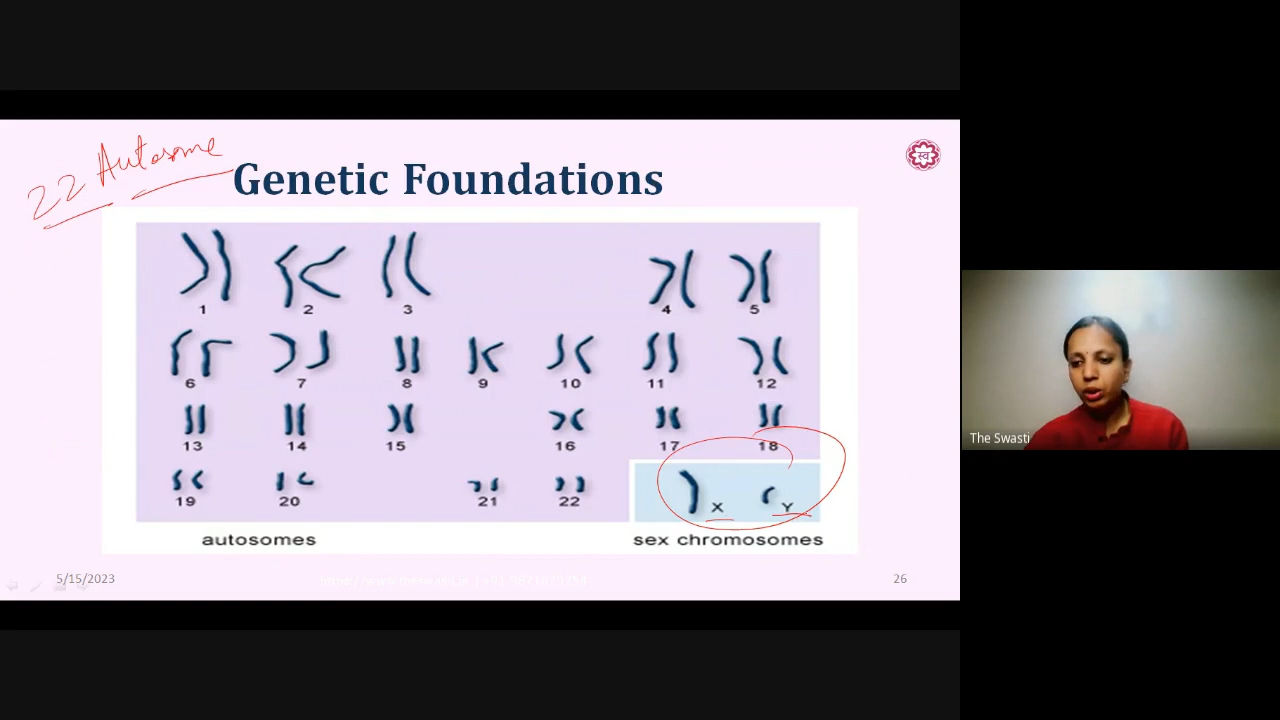 22 Autosome
Genetic Foundations
स्व
1 2 3 4 5
6 7 8 9 10 11 12
13 14 15 16 17 18
19 20 21 22 X Y
autosomes sex chromosomes
5/15/2023 26
The Swasti